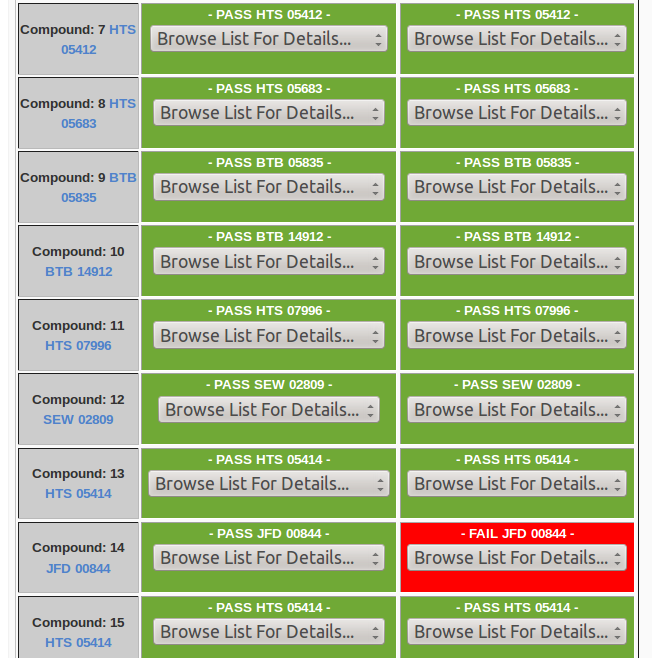 Compound: 7 HTS 05412
- PASS HTS 05412 -
Browse List For Details...
- PASS HTS 05412 -
Browse List For Details...
Compound: 8 HTS 05683
- PASS HTS 05683 -
Browse List For Details...
- PASS HTS 05683 -
Browse List For Details...
Compound: 9 BTB 05835
- PASS BTB 05835 -
Browse List For Details...
- PASS BTB 05835 -
Browse List For Details...
Compound: 10
BTB 14912
- PASS BTB 14912 -
Browse List For Details...
- PASS BTB 14912 -
Browse List For Details...
Compound: 11
HTS 07996
- PASS HTS 07996 -
Browse List For Details...
- PASS HTS 07996 -
Browse List For Details...
Compound: 12
SEW 02809
- PASS SEW 02809 -
Browse List For Details...
- PASS SEW 02809 -
Browse List For Details...
Compound: 13
HTS 05414
- PASS HTS 05414 -
Browse List For Details...
- PASS HTS 05414 -
Browse List For Details...
Compound: 14
JFD 00844
- PASS JFD 00844 -
Browse List For Details...
- FAIL JFD 00844 -
Browse List For Details...
Compound: 15
HTS 05414
- PASS HTS 05414 -
Browse List For Details...
- PASS HTS 05414 -
Browse List For Details...